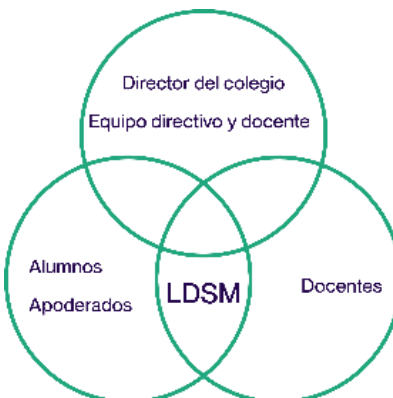 Director del colegio
Equipo directivo y docente
Alumnos
Apoderados
LDSM
Docentes